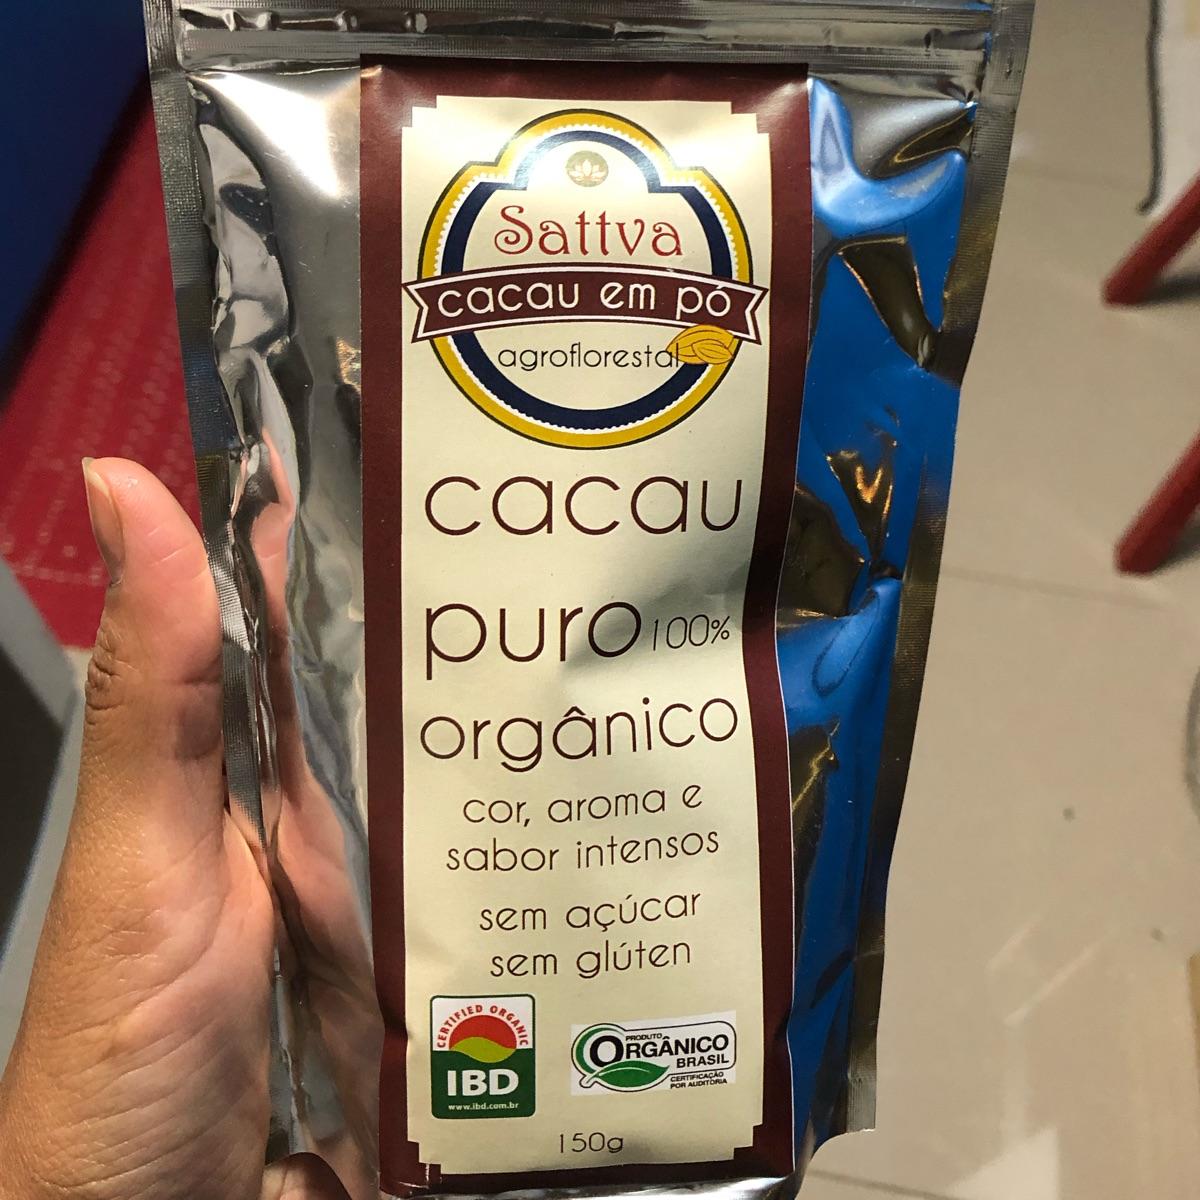 Sattva
cacau em pó
agroflorestal
cacau
puro 100%
orgânico
cor, aroma e
sabor intensos
sem açúcar
sem glúten
CERTIFIED ORGANIC
IBD
www.ibd.com.br
PRODUTO
ORGÂNICO
BRASIL
CERTIFICAÇÃO
POR AUDITORIA
150g